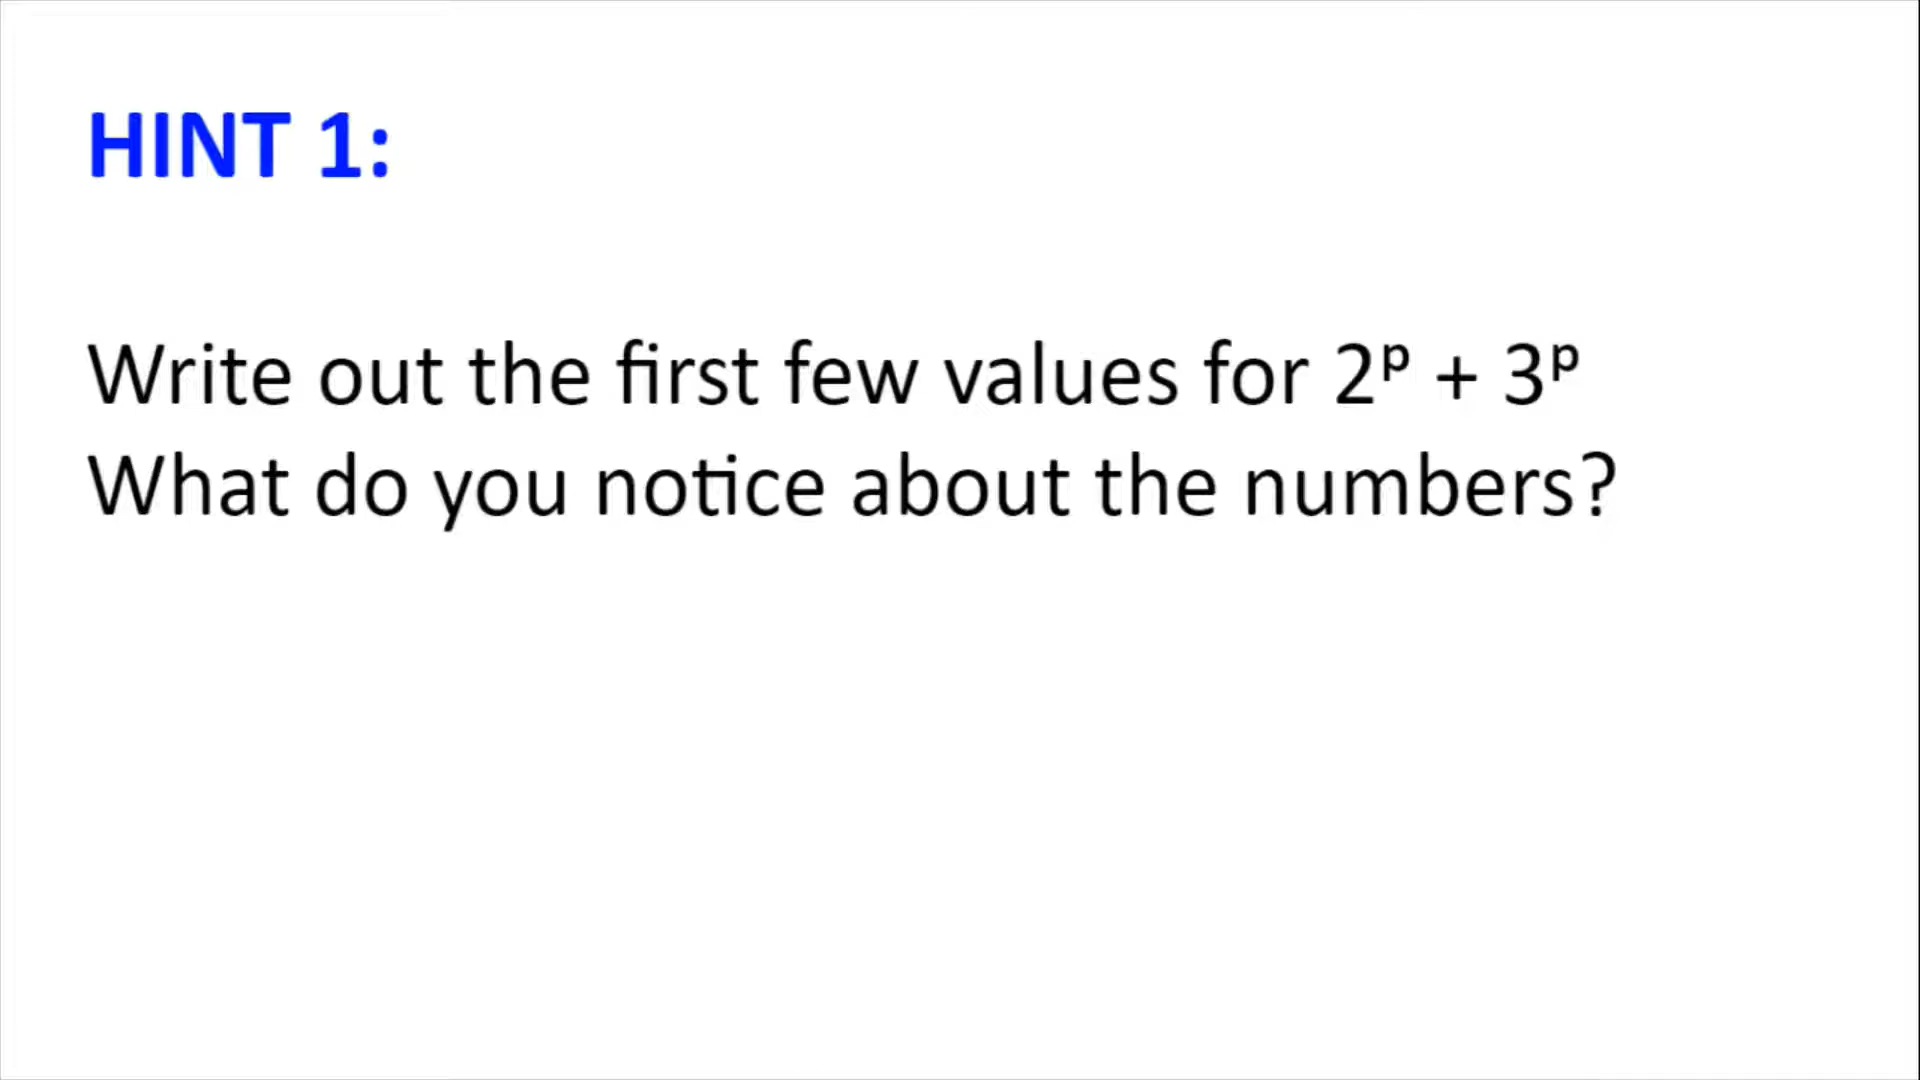 HINT 1:
Write out the first few values for 2ᵖ + 3ᵖ
What do you notice about the numbers?